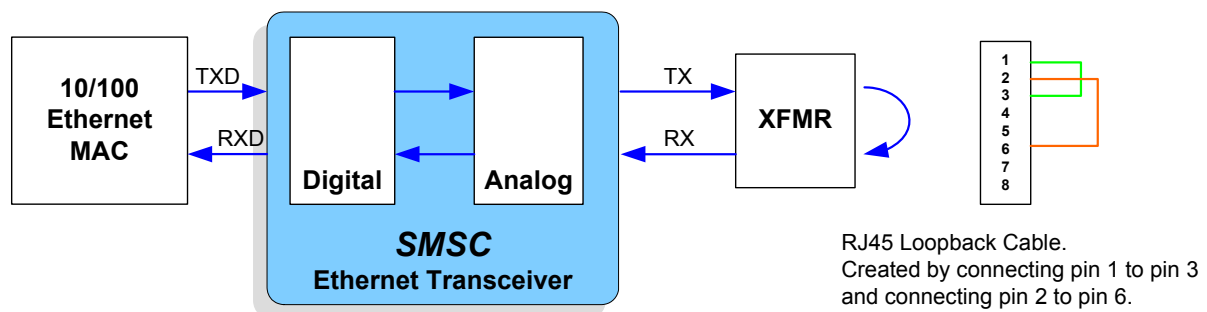 10/100
Ethernet
MAC
TXD
RXD
Digital
Analog
SMSC
Ethernet Transceiver
TX
RX
XFMR
1
2
3
4
5
6
7
8
RJ45 Loopback Cable.
Created by connecting pin 1 to pin 3
and connecting pin 2 to pin 6.